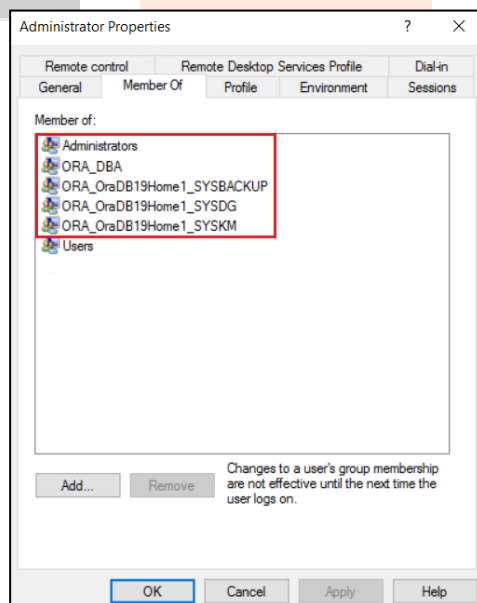 Administrator Properties ? ×
Remote control Remote Desktop Services Profile Dial-in
General Member Of Profile Environment Sessions
Member of:
Administrators
ORA_DBA
ORA_OraDB19Home1_SYSBACKUP
ORA_OraDB19Home1_SYSDG
ORA_OraDB19Home1_SYSKM
Users
Add... Remove
Changes to a user's group membership
are not effective until the next time the
user logs on.
OK Cancel Apply Help